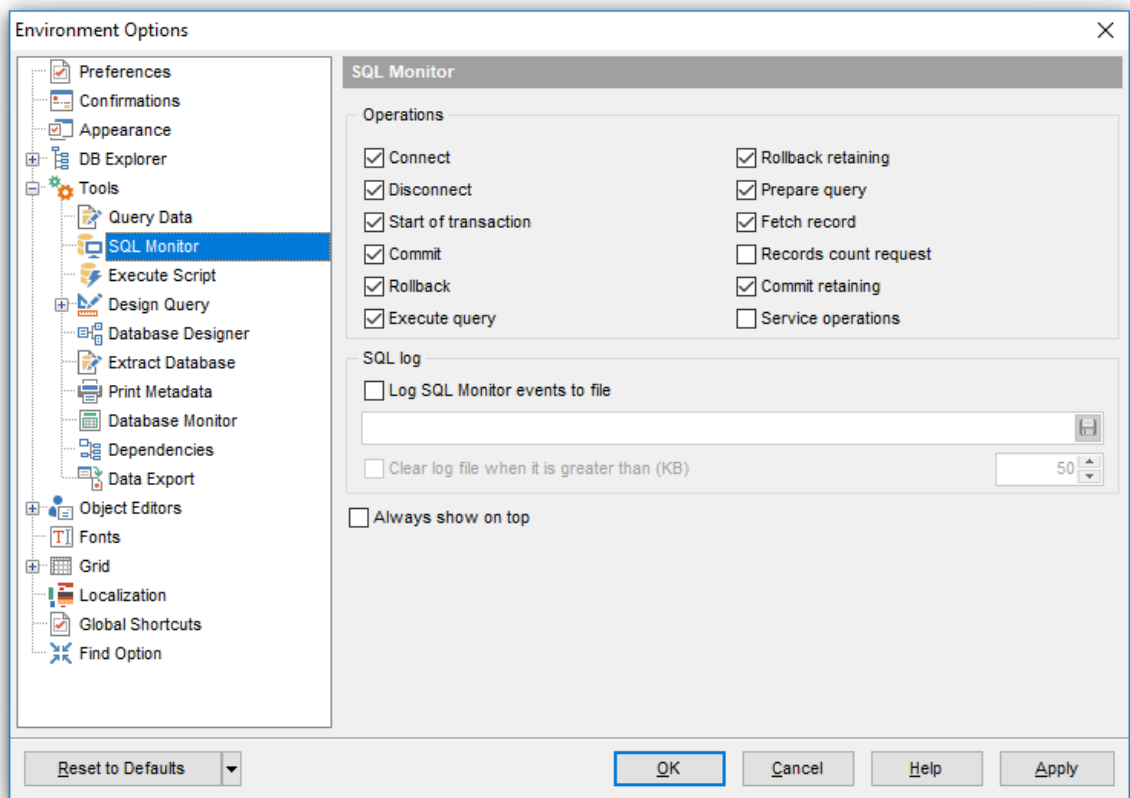 Environment Options
Preferences
Confirmations
Appearance
DB Explorer
Tools
Query Data
SQL Monitor
Execute Script
Design Query
Database Designer
Extract Database
Print Metadata
Database Monitor
Dependencies
Data Export
Object Editors
Fonts
Grid
Localization
Global Shortcuts
Find Option
SQL Monitor
Operations
Connect
Disconnect
Start of transaction
Commit
Rollback
Execute query
Rollback retaining
Prepare query
Fetch record
Records count request
Commit retaining
Service operations
SQL log
Log SQL Monitor events to file
Clear log file when it is greater than (KB) 50
Always show on top
Reset to Defaults OK Cancel Help Apply